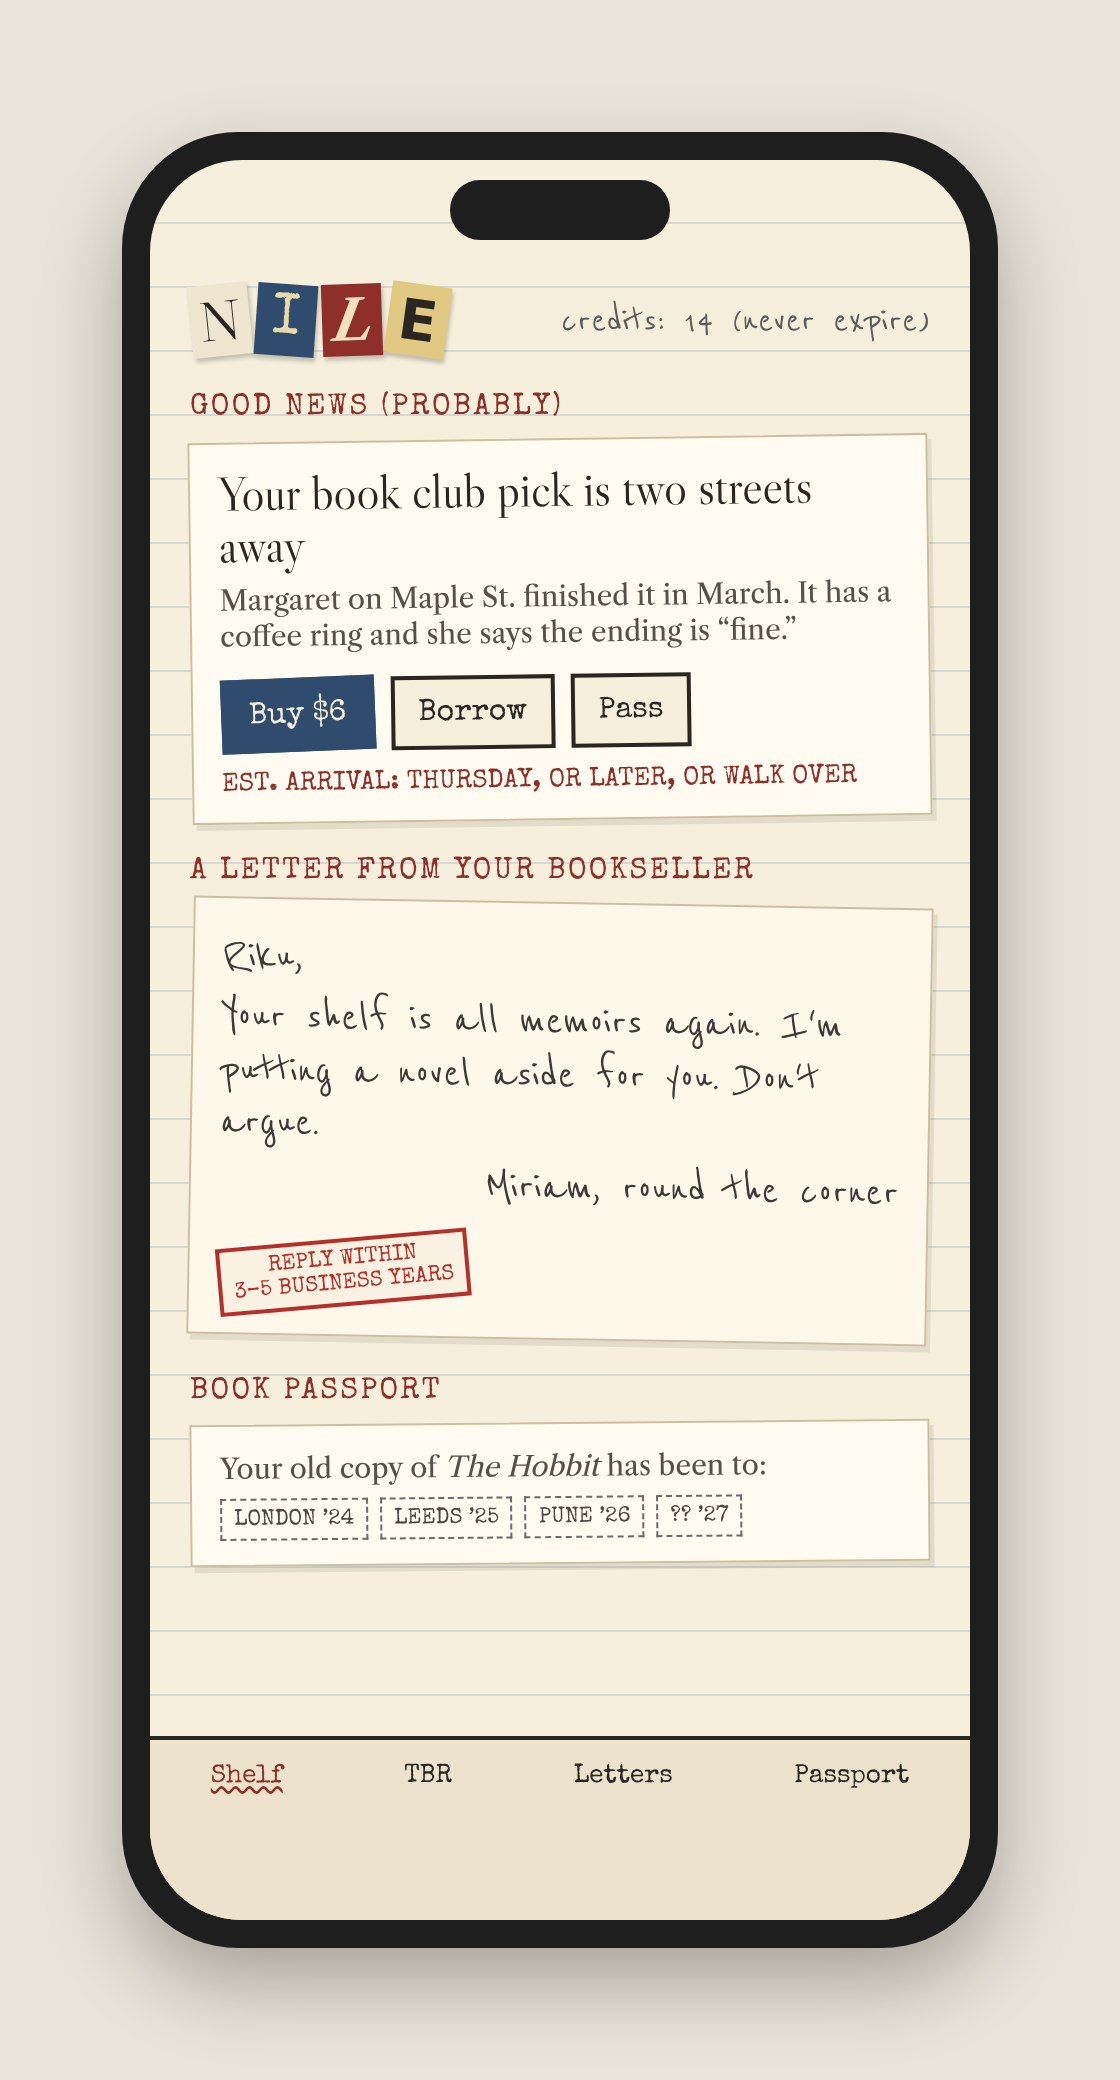 NILE
credits: 14 (never expire)
GOOD NEWS (PROBABLY)
Your book club pick is two streets
away
Margaret on Maple St. finished it in March. It has a
coffee ring and she says the ending is “fine.”
Buy $6
Borrow
Pass
EST. ARRIVAL: THURSDAY, OR LATER, OR WALK OVER
A LETTER FROM YOUR BOOKSELLER
Riku,
Your shelf is all memoirs again. I'm
putting a novel aside for you. Don't
argue.
Miriam, round the corner
REPLY WITHIN
3–5 BUSINESS YEARS
BOOK PASSPORT
Your old copy of The Hobbit has been to:
LONDON ’24
LEEDS ’25
PUNE ’26
?? ’27
Shelf
TBR
Letters
Passport